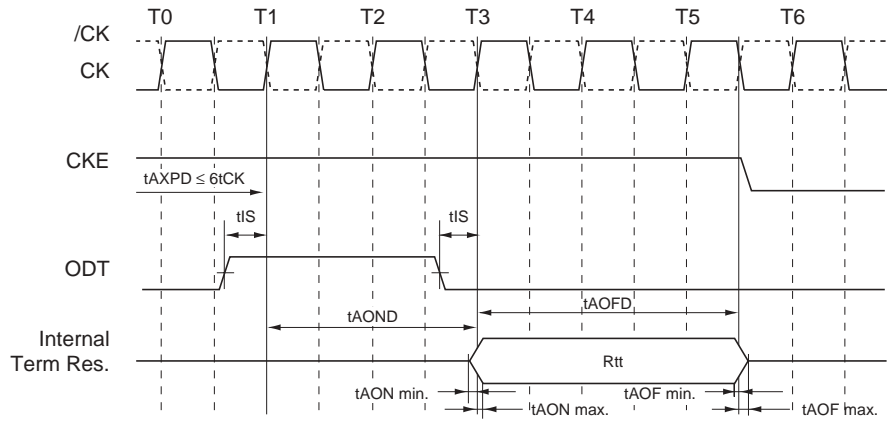 T0 T1 T2 T3 T4 T5 T6
/CK
CK
CKE
tAXPD ≤ 6tCK
tIS tIS
ODT
tAOND tAOFD
Internal
Term Res.
Rtt
tAON min. tAOF min.
tAON max. tAOF max.